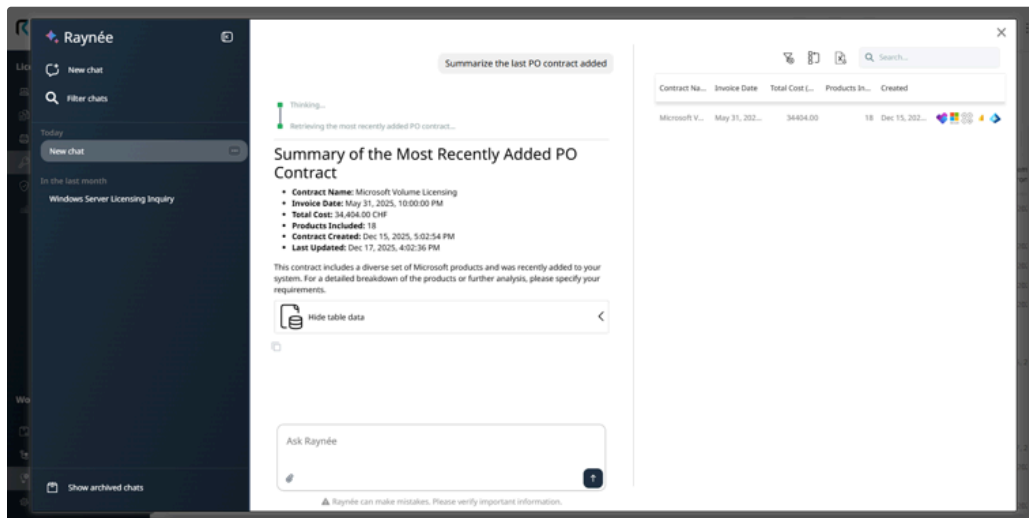 Raynée
New chat
Filter chats
Today
New chat
In the last month
Windows Server Licensing Inquiry
Show archived chats
Summarize the last PO contract added
Thinking...
Retrieving the most recently added PO contract...
Summary of the Most Recently Added PO
Contract
• Contract Name: Microsoft Volume Licensing
• Invoice Date: May 31, 2025, 10:00:00 PM
• Total Cost: 34,404.00 CHF
• Products Included: 18
• Contract Created: Dec 15, 2025, 5:02:54 PM
• Last Updated: Dec 17, 2025, 4:02:36 PM
This contract includes a diverse set of Microsoft products and was recently added to your
system. For a detailed breakdown of the products or further analysis, please specify your
requirements.
Hide table data
Ask Raynée
Raynée can make mistakes. Please verify important information.
Search...
Contract Na... Invoice Date Total Cost (... Products In... Created
Microsoft V... May 31, 202... 34404.00 18 Dec 15, 202...